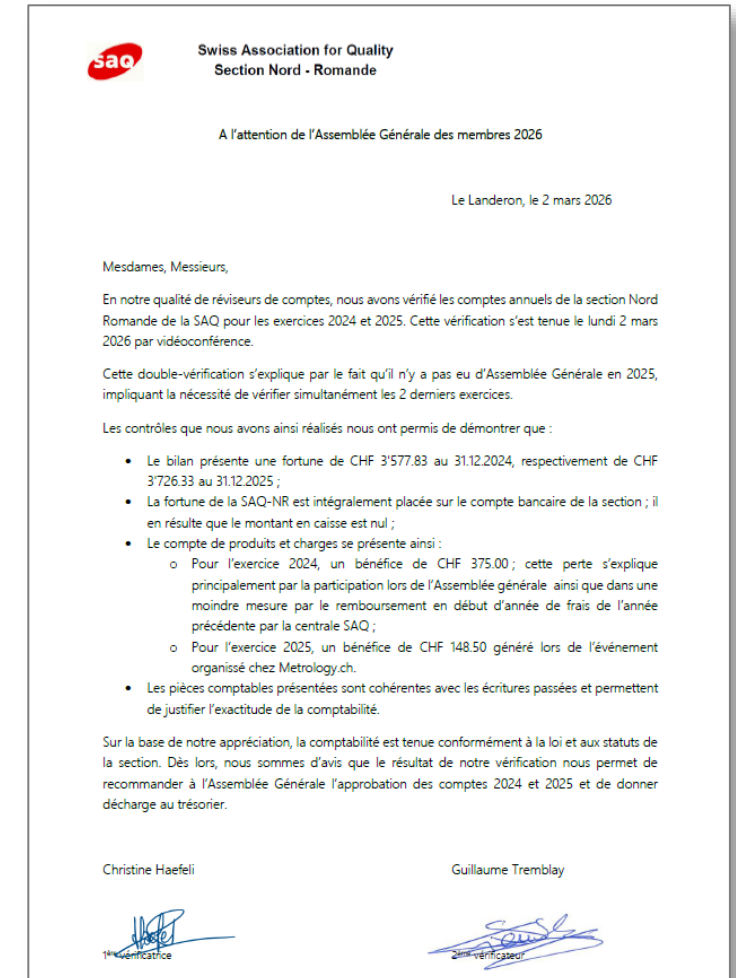 saq
Swiss Association for Quality
Section Nord - Romande
A l’attention de l’Assemblée Générale des membres 2026
Le Landeron, le 2 mars 2026
Mesdames, Messieurs,
En notre qualité de réviseurs de comptes, nous avons vérifié les comptes annuels de la section Nord
Romande de la SAQ pour les exercices 2024 et 2025. Cette vérification s’est tenue le lundi 2 mars
2026 par vidéoconférence.
Cette double-vérification s’explique par le fait qu’il n’y a pas eu d’Assemblée Générale en 2025,
impliquant la nécessité de vérifier simultanément les 2 derniers exercices.
Les contrôles que nous avons ainsi réalisés nous ont permis de démontrer que :
• Le bilan présente une fortune de CHF 3'577.83 au 31.12.2024, respectivement de CHF
3'726.33 au 31.12.2025 ;
• La fortune de la SAQ-NR est intégralement placée sur le compte bancaire de la section ; il
en résulte que le montant en caisse est nul ;
• Le compte de produits et charges se présente ainsi :
o Pour l’exercice 2024, un bénéfice de CHF 375.00 ; cette perte s’explique
principalement par la participation lors de l’Assemblée générale ainsi que dans une
moindre mesure par le remboursement en début d’année de frais de l’année
précédente par la centrale SAQ ;
o Pour l’exercice 2025, un bénéfice de CHF 148.50 généré lors de l’événement
organissé chez Metrology.ch.
• Les pièces comptables présentées sont cohérentes avec les écritures passées et permettent
de justifier l’exactitude de la comptabilité.
Sur la base de notre appréciation, la comptabilité est tenue conformément à la loi et aux statuts de
la section. Dès lors, nous sommes d’avis que le résultat de notre vérification nous permet de
recommander à l’Assemblée Générale l’approbation des comptes 2024 et 2025 et de donner
décharge au trésorier.
Christine Haefeli Guillaume Tremblay
1ère vérificatrice 2ème vérificateur